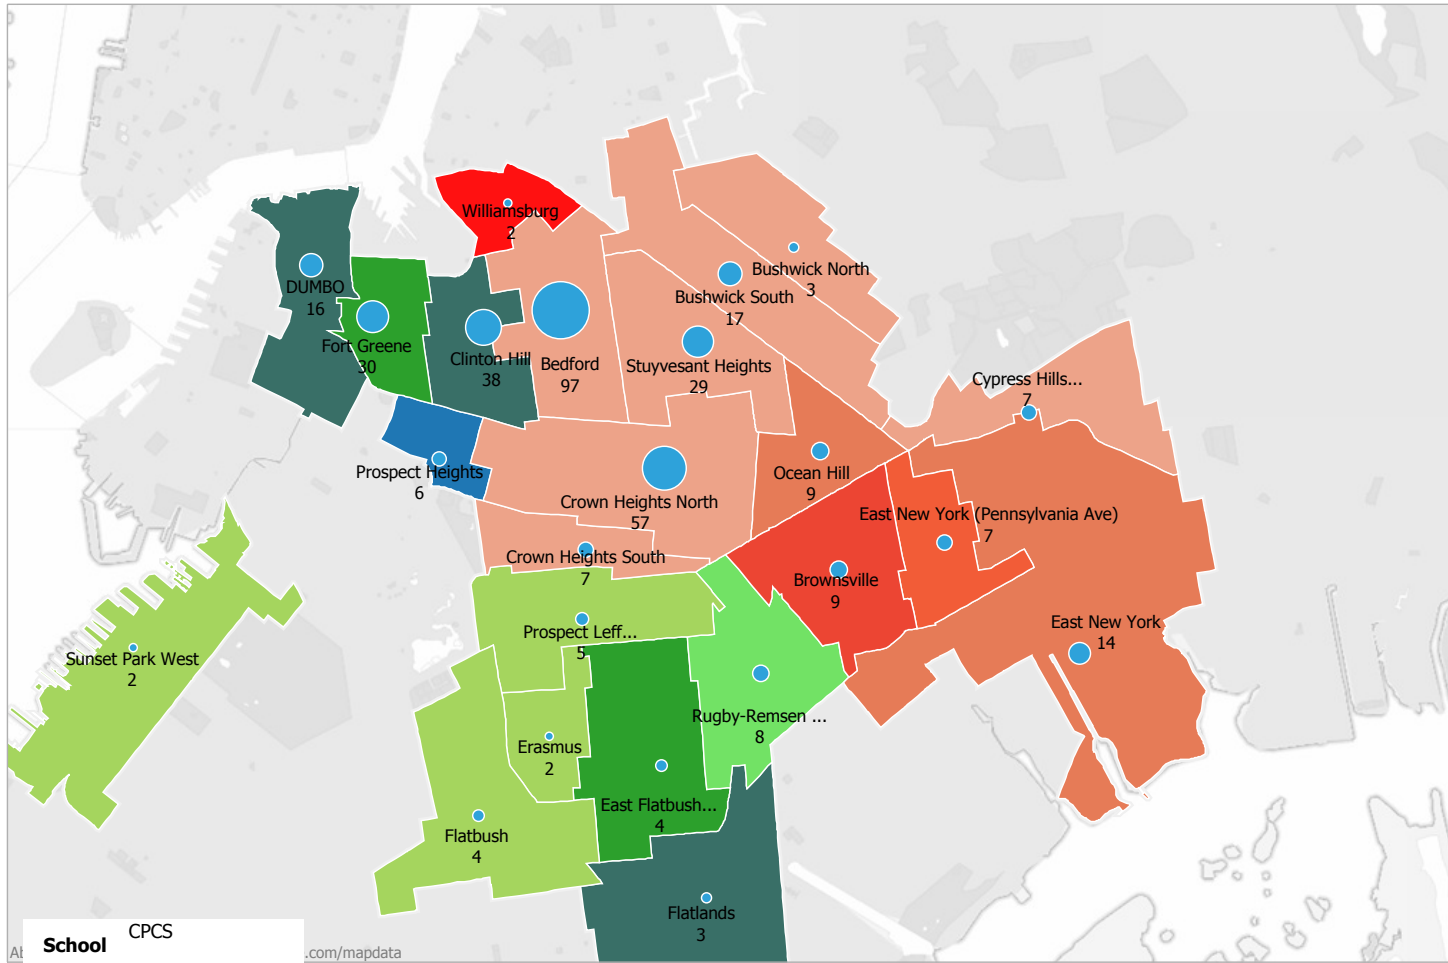 Williamsburg
2
DUMBO
16
Fort Greene
30
Clinton Hill
38
Bedford
97
Stuyvesant Heights
29
Bushwick South
17
Bushwick North
3
Cypress Hills...
7
Prospect Heights
6
Crown Heights North
57
Ocean Hill
9
East New York (Pennsylvania Ave)
7
Crown Heights South
7
Brownsville
9
East New York
14
Prospect Leff...
5
Sunset Park West
2
Rugby-Remsen ...
8
Erasmus
2
East Flatbush...
4
Flatbush
4
Flatlands
3
School CPCS
.com/mapdata